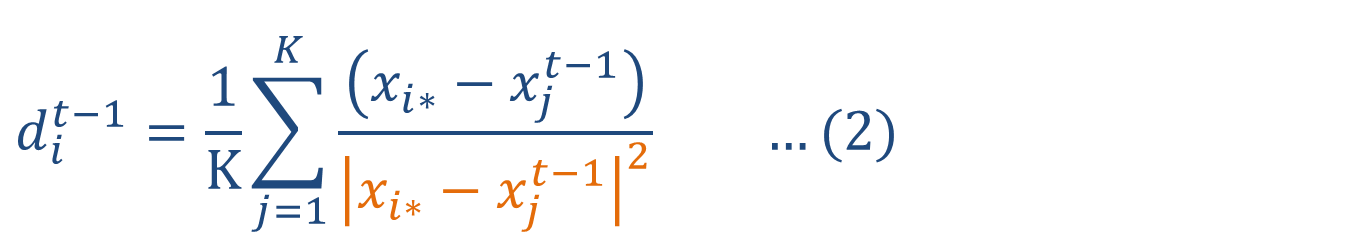 d_i^{t-1} = \frac{1}{K} \sum_{j=1}^{K} \frac{(x_{i*} - x_j^{t-1})}{|x_{i*} - x_j^{t-1}|^2} ... (2)